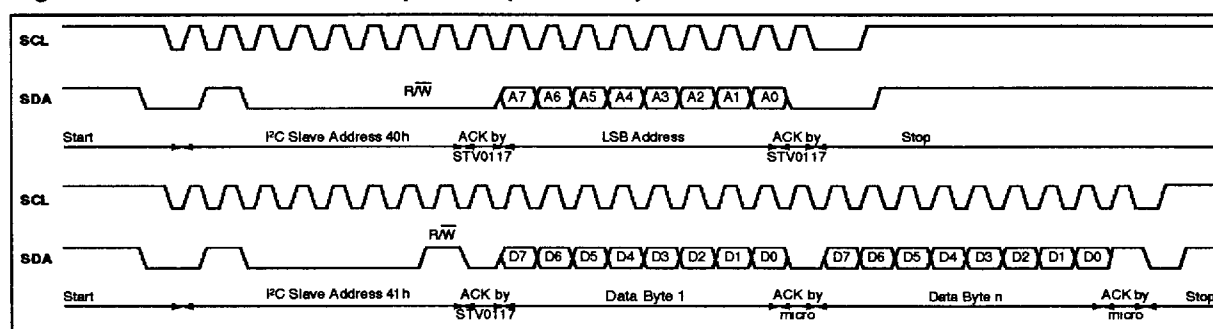 SCL
SDA R/W A7 A6 A5 A4 A3 A2 A1 A0
Start I²C Slave Address 40h ACK by STV0117 LSB Address ACK by STV0117 Stop
SCL
SDA R/W D7 D6 D5 D4 D3 D2 D1 D0 D7 D6 D5 D4 D3 D2 D1 D0
Start I²C Slave Address 41h ACK by STV0117 Data Byte 1 ACK by micro Data Byte n ACK by micro Stop